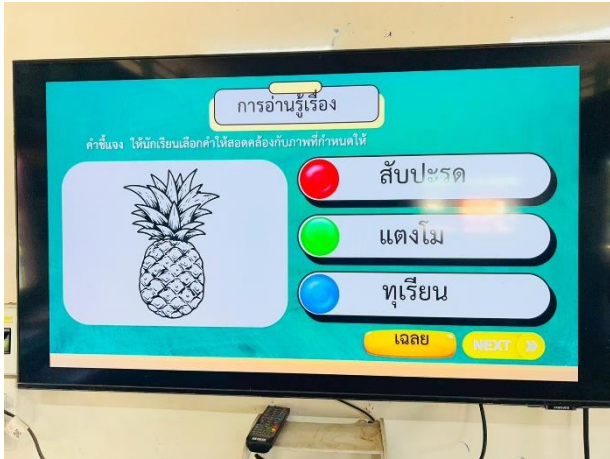 การอ่านรู้เรื่อง
คำชี้แจง ให้นักเรียนเลือกคำให้สอดคล้องกับภาพที่กำหนดให้
สับปะรด
แตงโม
ทุเรียน
เฉลย
NEXT